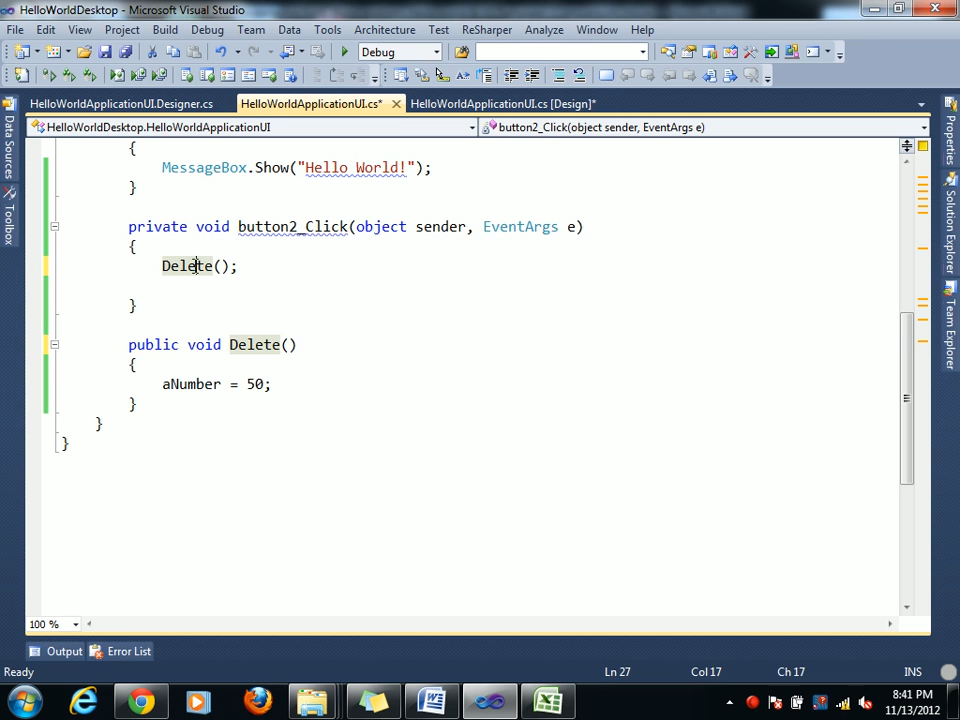 HelloWorldDesktop - Microsoft Visual Studio
File Edit View Project Build Debug Team Data Tools Architecture Test ReSharper Analyze Window Help
Debug
HelloWorldApplicationUI.Designer.cs HelloWorldApplicationUI.cs* HelloWorldApplicationUI.cs [Design]*
HelloWorldDesktop.HelloWorldApplicationUI button2_Click(object sender, EventArgs e)
{
MessageBox.Show("Hello World!");
}
private void button2_Click(object sender, EventArgs e)
{
Delete();
}
public void Delete()
{
aNumber = 50;
}
}
}
Data Sources
Toolbox
Properties
Solution Explorer
Team Explorer
100 %
Output Error List
Ready Ln 27 Col 17 Ch 17 INS
8:41 PM
11/13/2012